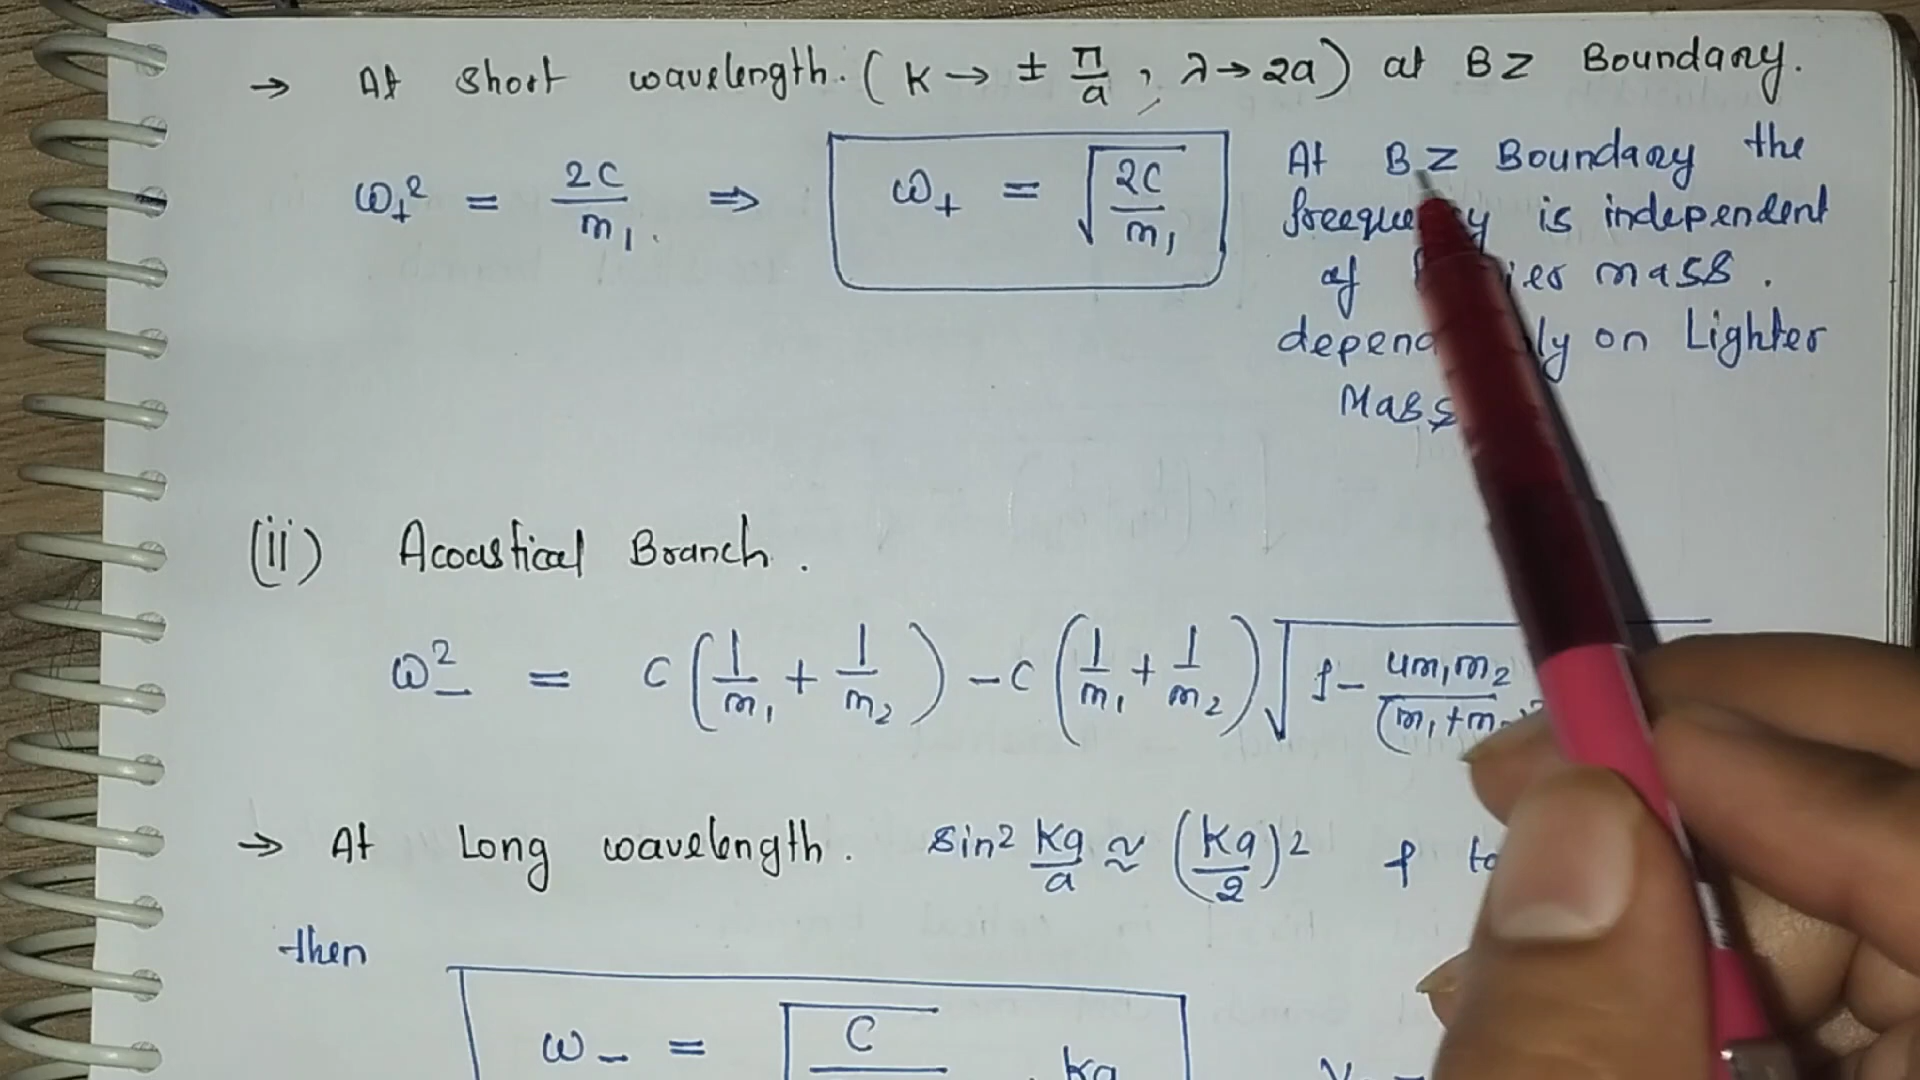 → At short wavelength. (K → ± π/a, λ→2a) at BZ Boundary.
ω₊² = 2C/m₁. ⇒ ω₊ = √(2C/m₁)
At BZ Boundary the
is independent
of mass.
on Lighter
Mass
(ii) Acoustical Branch.
ω₋² = C(1/m₁ + 1/m₂) - C(1/m₁ + 1/m₂)√(1 - 4m₁m₂/(m₁+m
→ At Long wavelength. sin² Ka/a ≈ (Ka/2)²
then
ω₋ = √ C ka